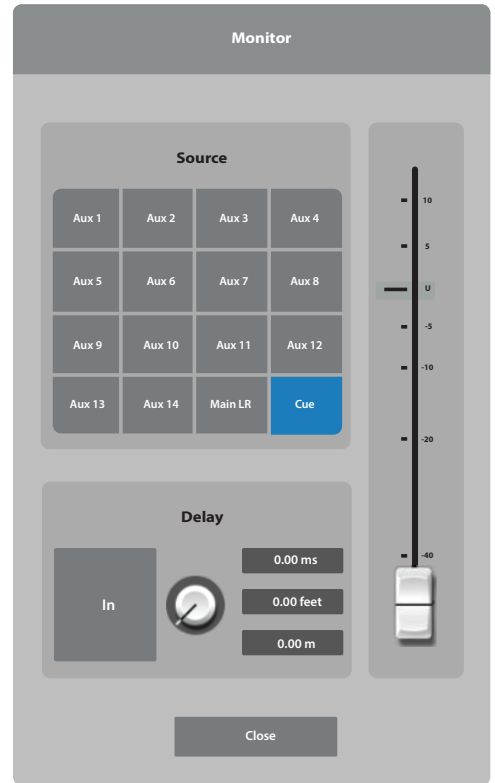 Monitor
Source
Aux 1 Aux 2 Aux 3 Aux 4
Aux 5 Aux 6 Aux 7 Aux 8
Aux 9 Aux 10 Aux 11 Aux 12
Aux 13 Aux 14 Main LR Cue
10
5
U
-5
-10
-20
-40
Delay
In
0.00 ms
0.00 feet
0.00 m
Close